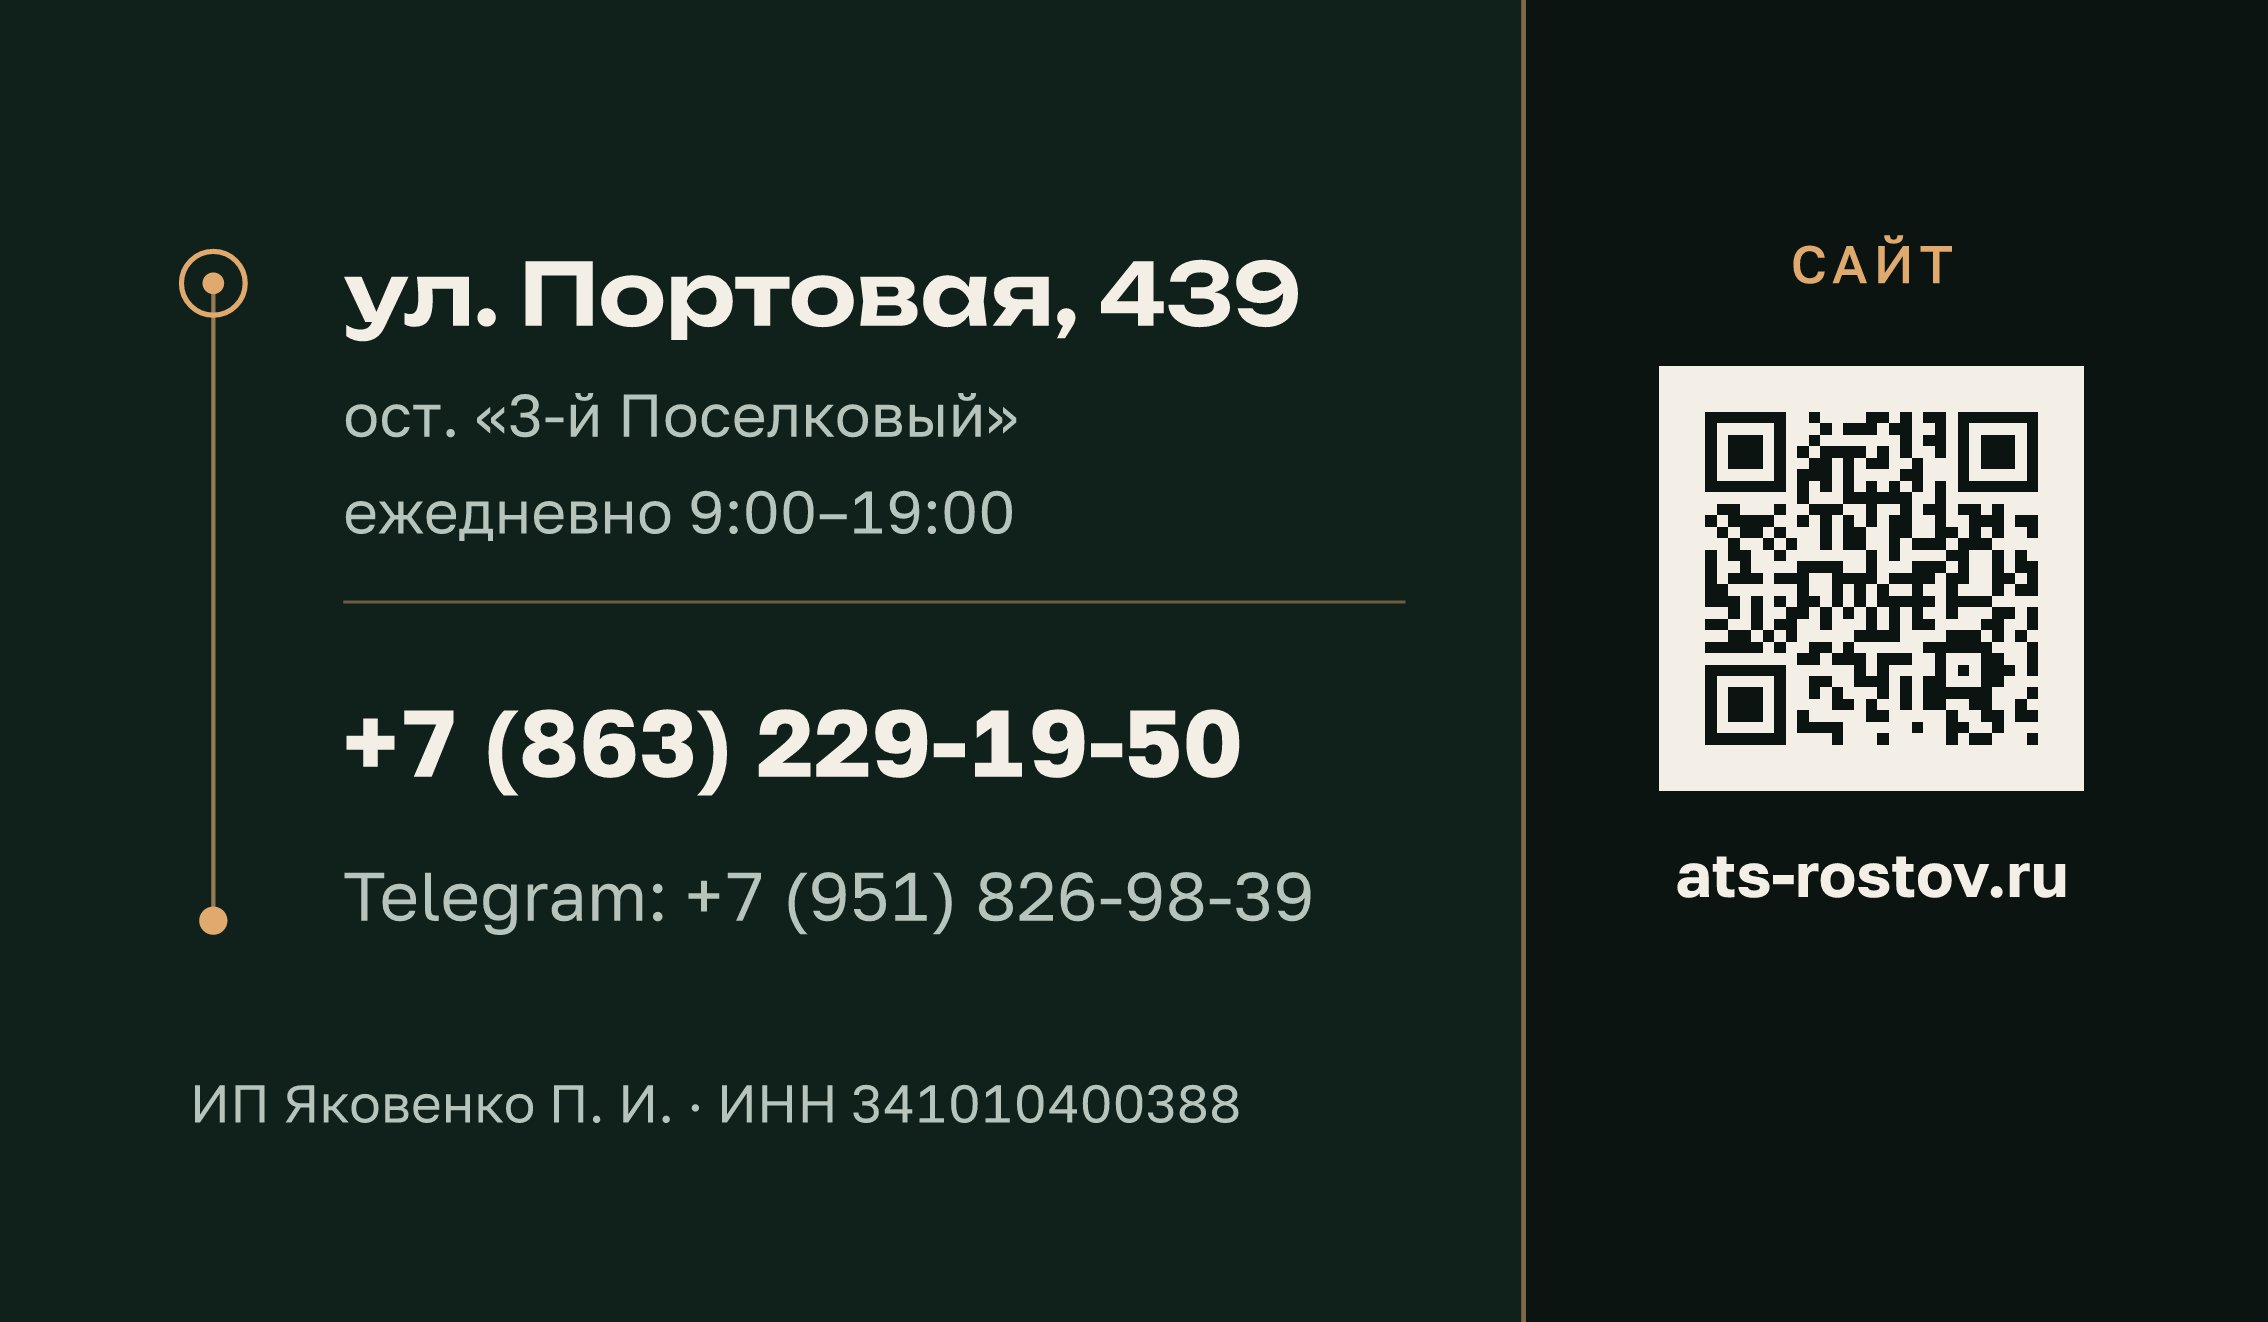 ул. Портовая, 439
ост. «3-й Поселковый»
ежедневно 9:00–19:00
+7 (863) 229-19-50
Telegram: +7 (951) 826-98-39
ИП Яковенко П. И. · ИНН 341010400388
САЙТ
ats-rostov.ru